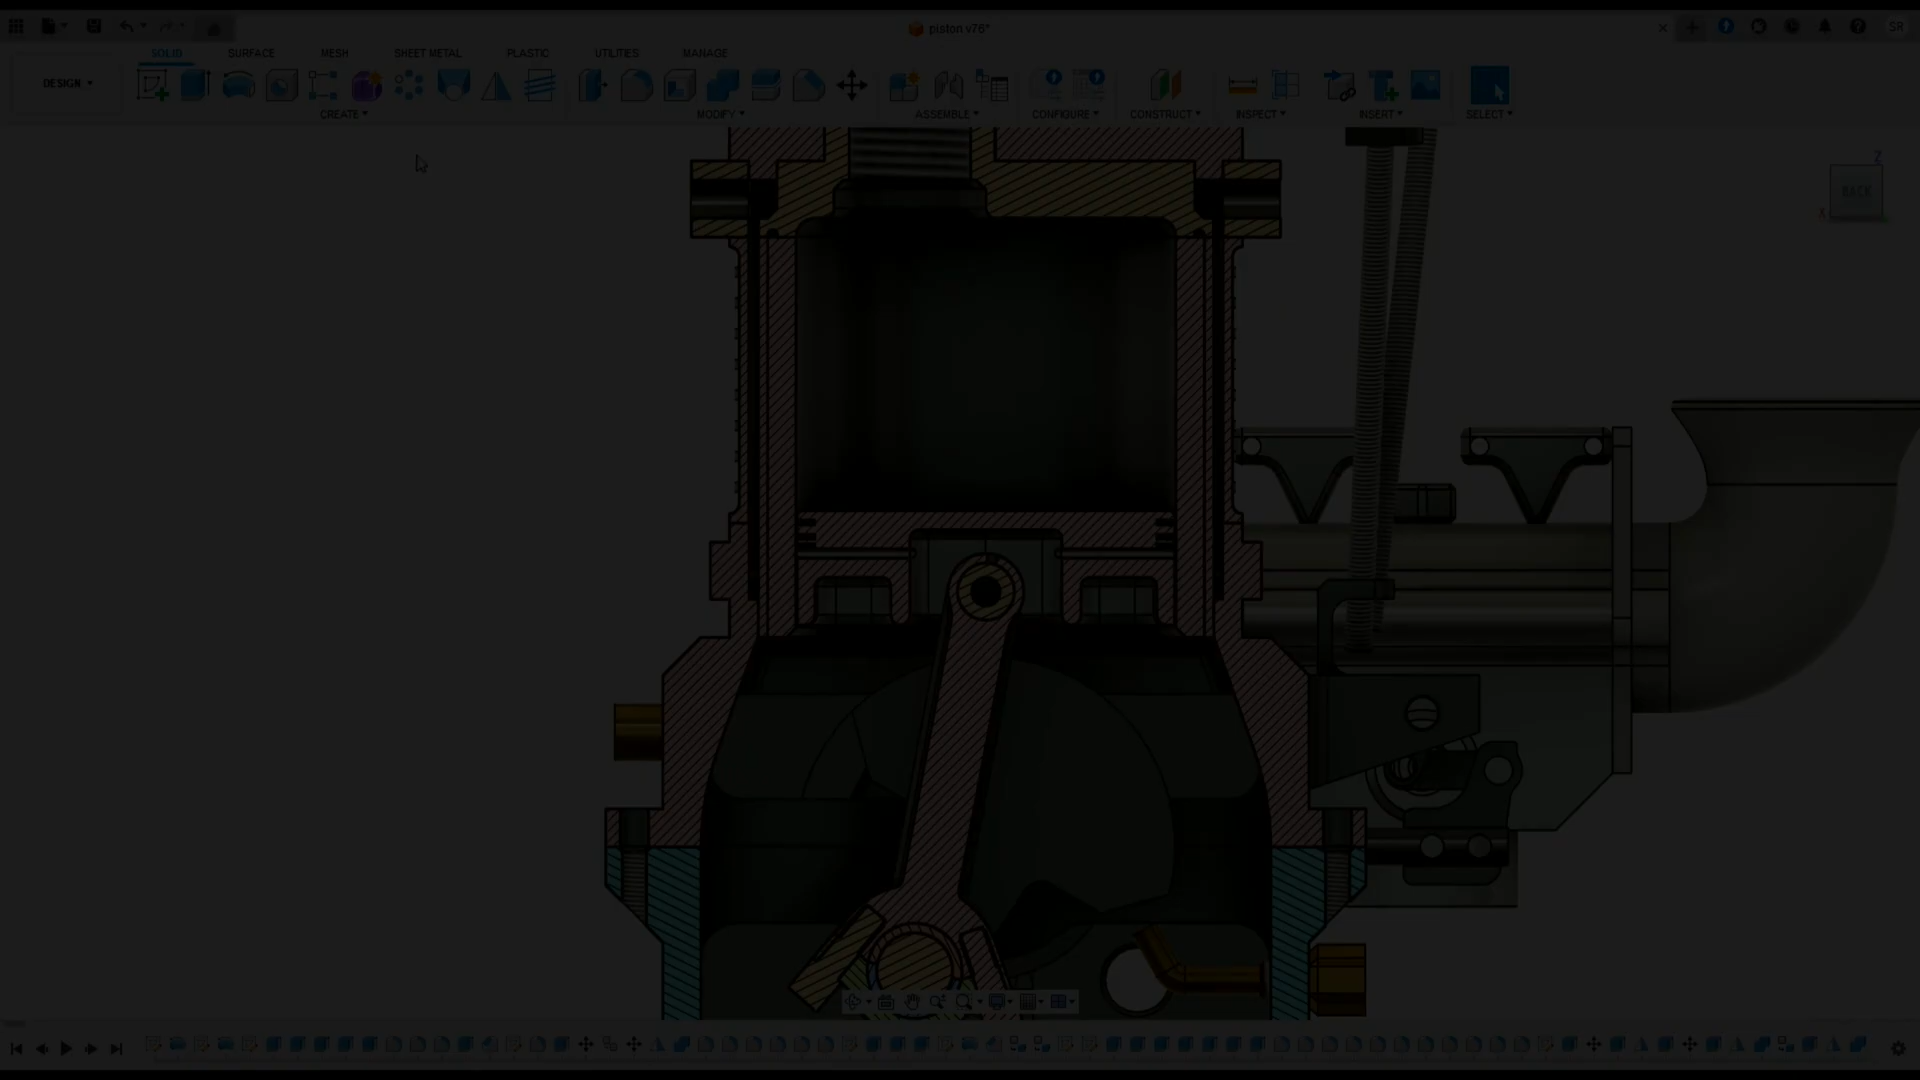 piston v76*
SR
SOLID SURFACE MESH SHEET METAL PLASTIC UTILITIES MANAGE
DESIGN
CREATE MODIFY ASSEMBLE CONFIGURE CONSTRUCT INSPECT INSERT SELECT
Z
BACK
X